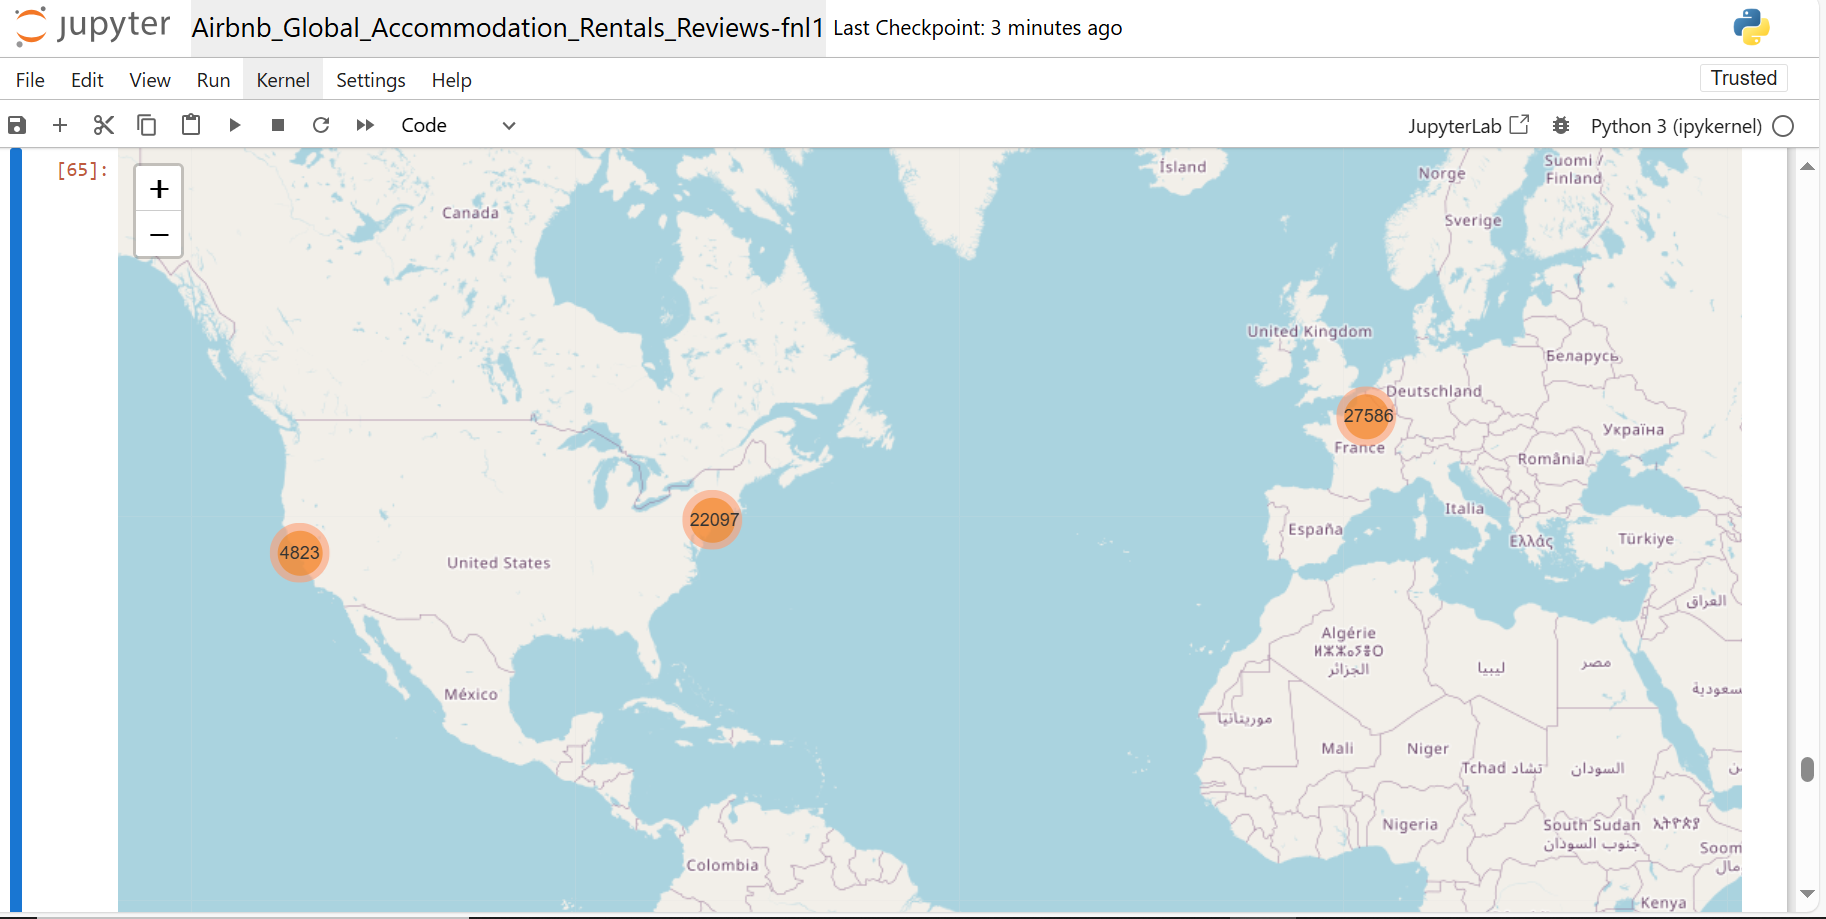 jupyter Airbnb_Global_Accommodation_Rentals_Reviews-fnl1 Last Checkpoint: 3 minutes ago
File Edit View Run Kernel Settings Help Trusted
Code JupyterLab Python 3 (ipykernel)
[65]:
+
−
Canada
Ísland
Norge
Suomi /
Finland
Sverige
United Kingdom
Беларусь
Deutschland
27586
Україна
France
România
22097
Italia
España
Ελλάς
Türkiye
4823
United States
العراق
Algérie
ⵍⵣⵣⴰⵢⴻⵔ
الجزائر
ليبيا
مصر
México
السعودية
موريتانيا
Mali
Niger
Tchad تشاد
السودان
Nigeria
South Sudan
جنوب السودان
ኢትዮጵያ
Colombia
Soom
Kenya